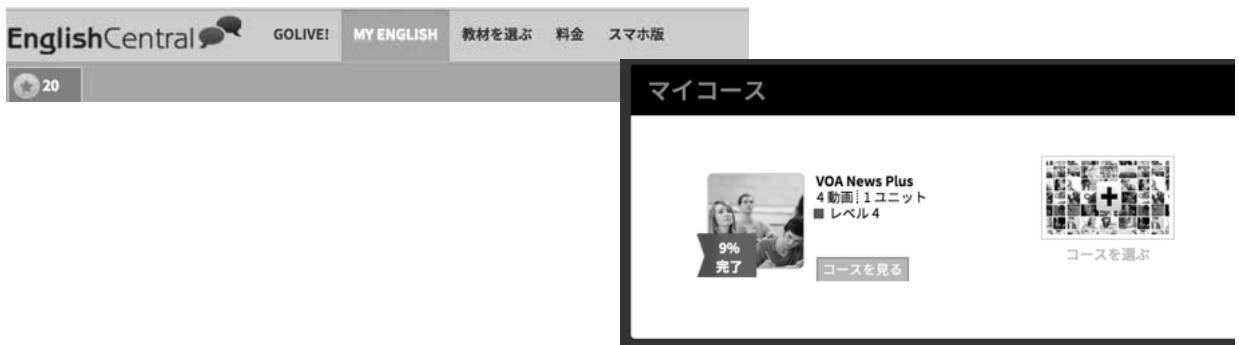 EnglishCentral
GOLIVE!
MY ENGLISH
教材を選ぶ
料金
スマホ版
20
マイコース
VOA News Plus
4動画 1ユニット
レベル4
9%
完了
コースを見る
コースを選ぶ